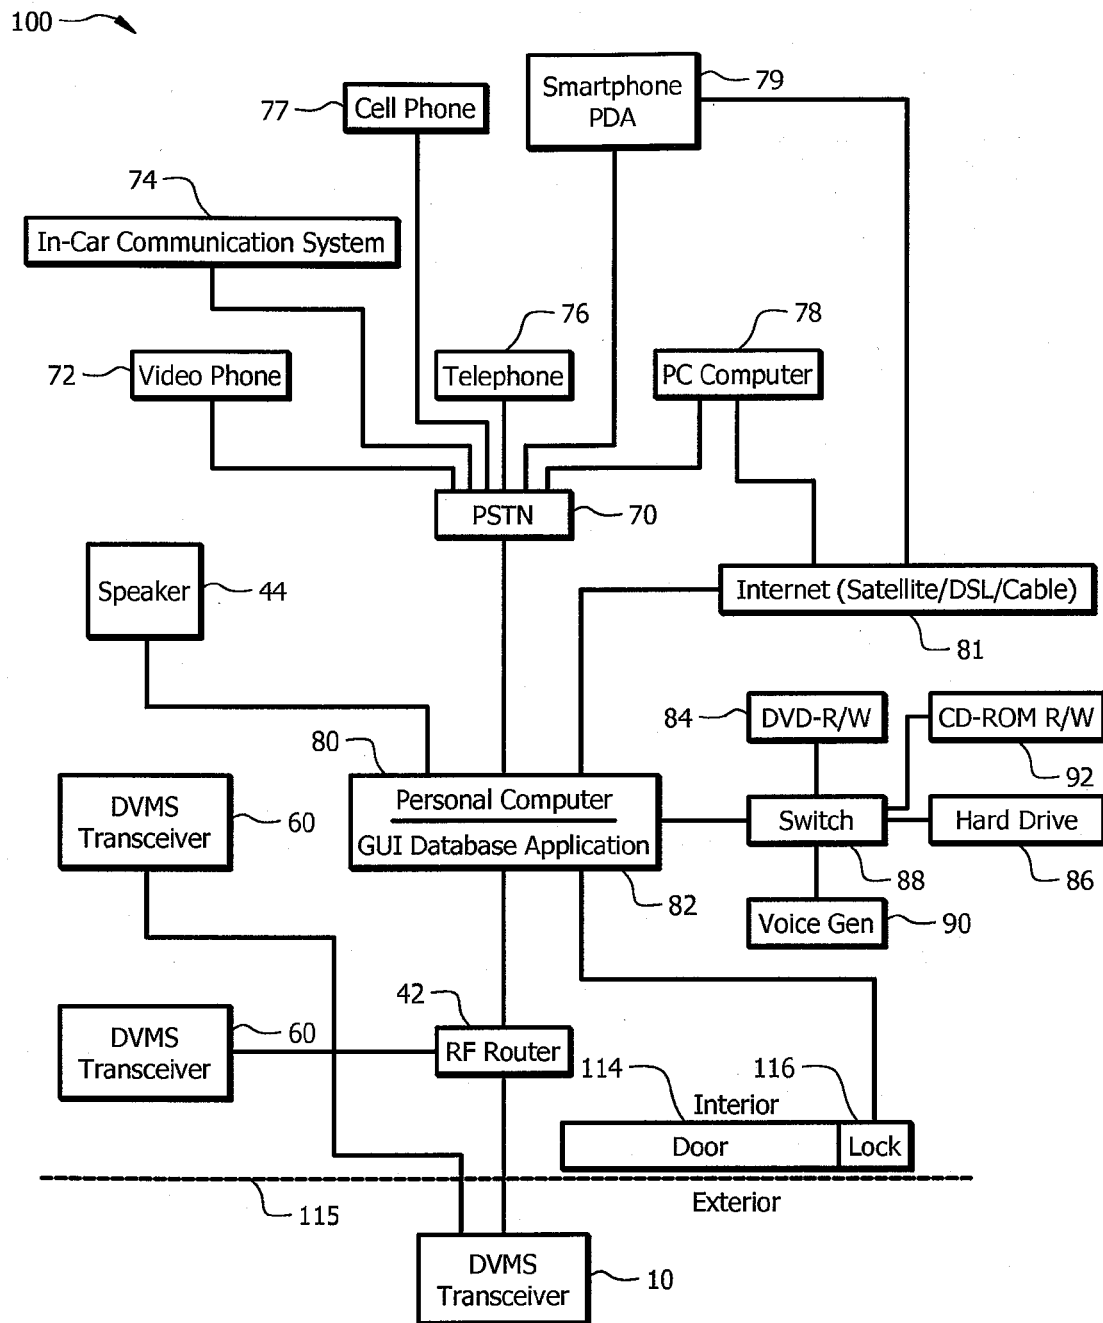 100
Cell Phone
77
Smartphone
PDA
79
74
In-Car Communication System
76
78
72
Video Phone
Telephone
PC Computer
PSTN
70
Speaker
44
Internet (Satellite/DSL/Cable)
81
84
DVD-R/W
CD-ROM R/W
92
80
DVMS
Transceiver
60
Personal Computer
GUI Database Application
82
Switch
88
Hard Drive
86
Voice Gen
90
42
DVMS
Transceiver
60
RF Router
114
116
Interior
Door
Lock
115
Exterior
DVMS
Transceiver
10